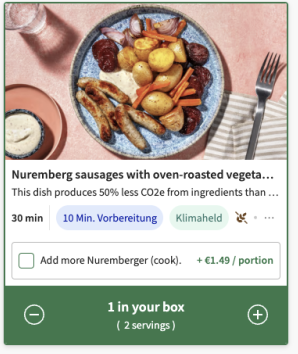 Nuremberg sausages with oven-roasted vegeta...
This dish produces 50% less CO2e from ingredients than ...
30 min 10 Min. Vorbereitung Klimaheld ...
Add more Nuremberger (cook). + €1.49 / portion
1 in your box
( 2 servings )